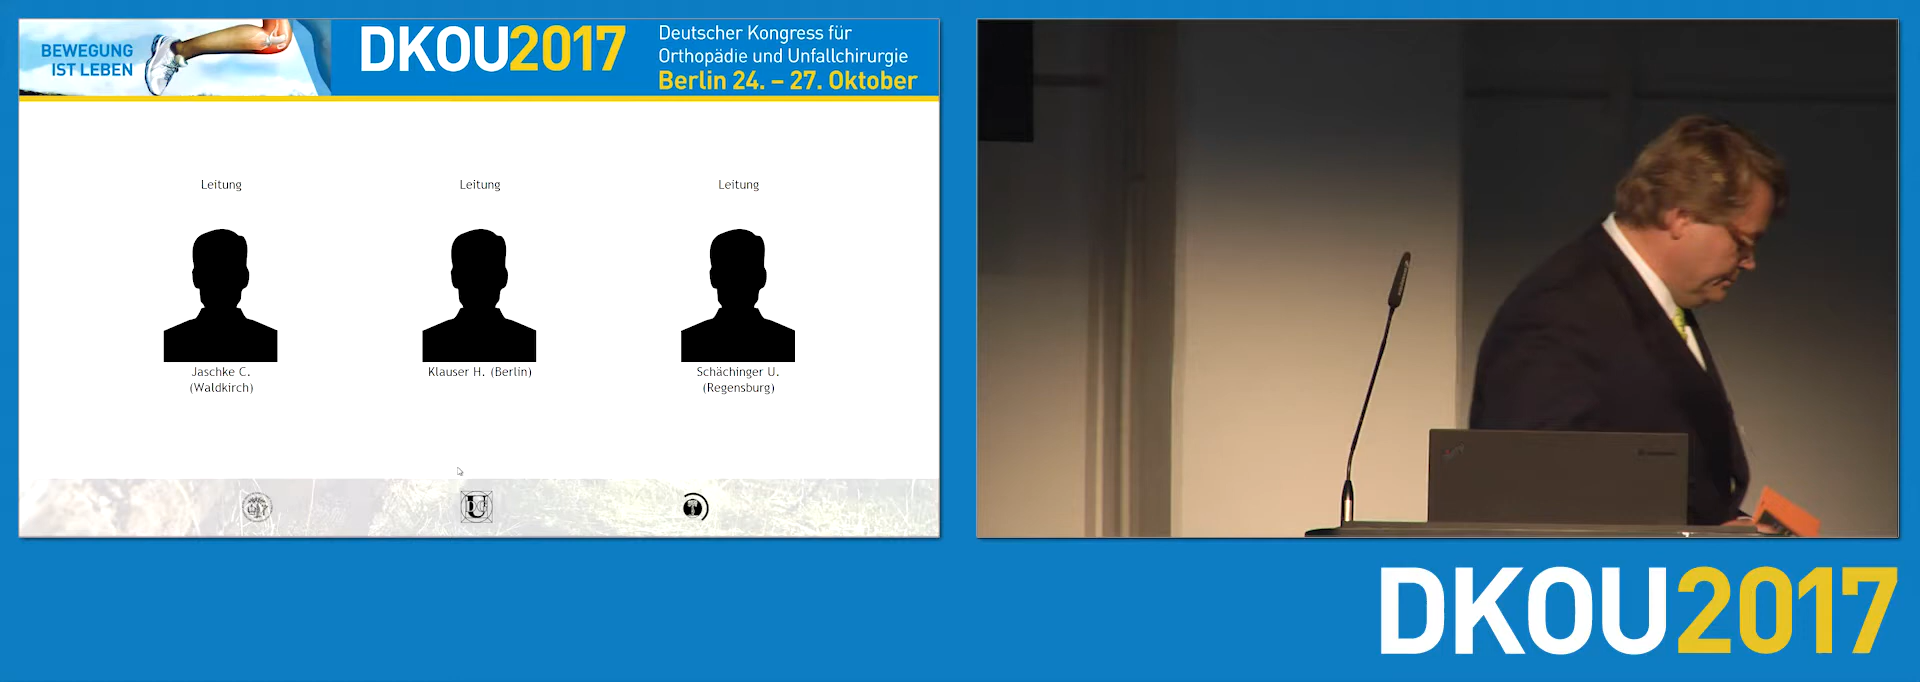 BEWEGUNG
IST LEBEN
DKOU2017
Deutscher Kongress für
Orthopädie und Unfallchirurgie
Berlin 24. – 27. Oktober
Leitung
Leitung
Leitung
Jaschke C.
(Waldkirch)
Klauser H. (Berlin)
Schächinger U.
(Regensburg)
DKOU2017